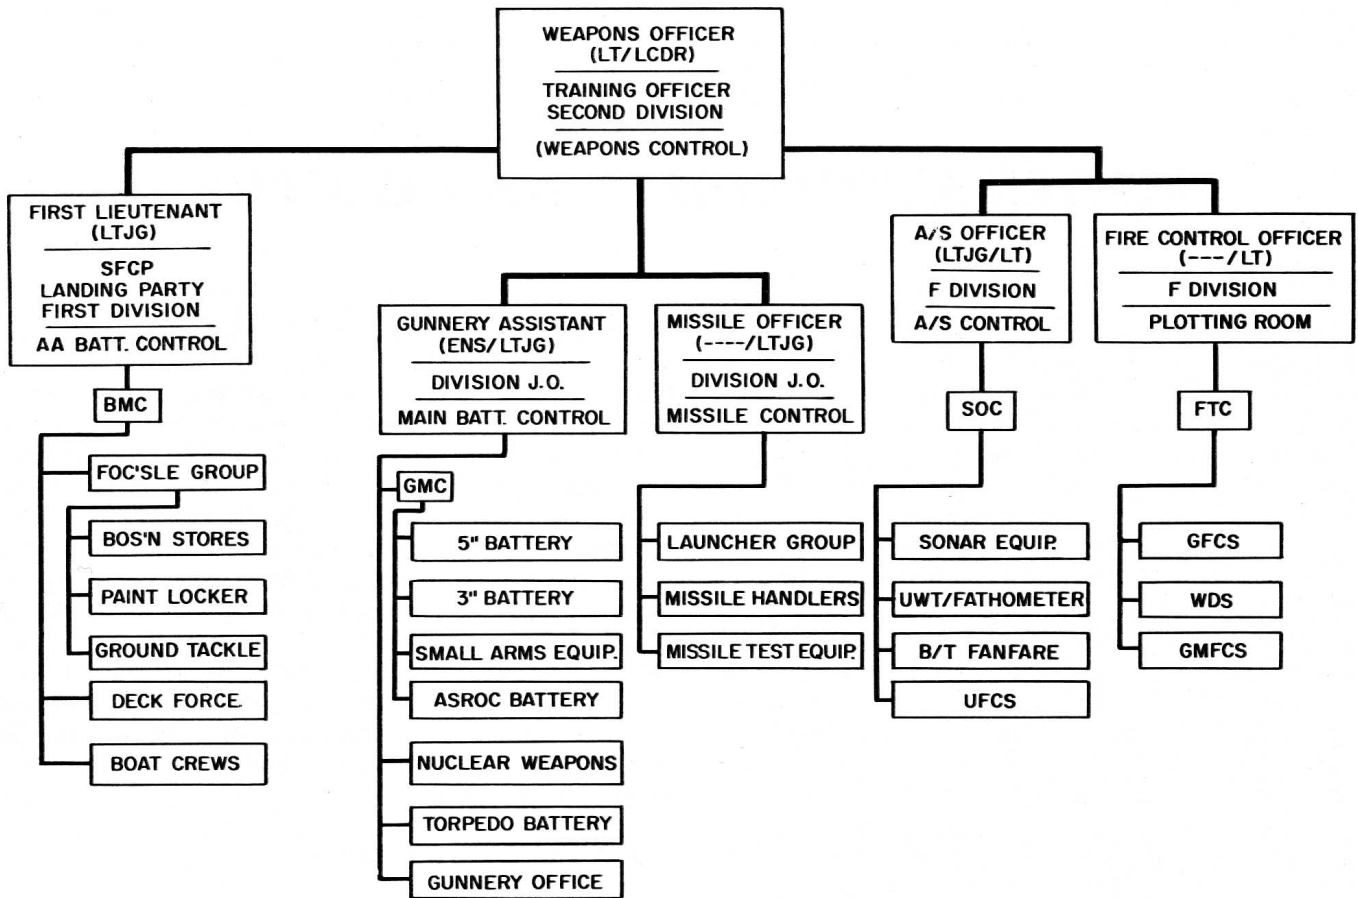 WEAPONS OFFICER
(LT/LCDR)
TRAINING OFFICER
SECOND DIVISION
(WEAPONS CONTROL)
FIRST LIEUTENANT
(LTJG)
SFCP
LANDING PARTY
FIRST DIVISION
AA BATT. CONTROL
BMC
FOC'SLE GROUP
BOS'N STORES
PAINT LOCKER
GROUND TACKLE
DECK FORCE
BOAT CREWS
GUNNERY ASSISTANT
(ENS/LTJG)
DIVISION J.O.
MAIN BATT. CONTROL
GMC
5" BATTERY
3" BATTERY
SMALL ARMS EQUIP.
ASROC BATTERY
NUCLEAR WEAPONS
TORPEDO BATTERY
GUNNERY OFFICE
MISSILE OFFICER
(----/LTJG)
DIVISION J.O.
MISSILE CONTROL
LAUNCHER GROUP
MISSILE HANDLERS
MISSILE TEST EQUIP.
A/S OFFICER
(LTJG/LT)
F DIVISION
A/S CONTROL
SOC
SONAR EQUIP.
UWT/FATHOMETER
B/T FANFARE
UFCS
FIRE CONTROL OFFICER
(---/LT)
F DIVISION
PLOTTING ROOM
FTC
GFCS
WDS
GMFCS